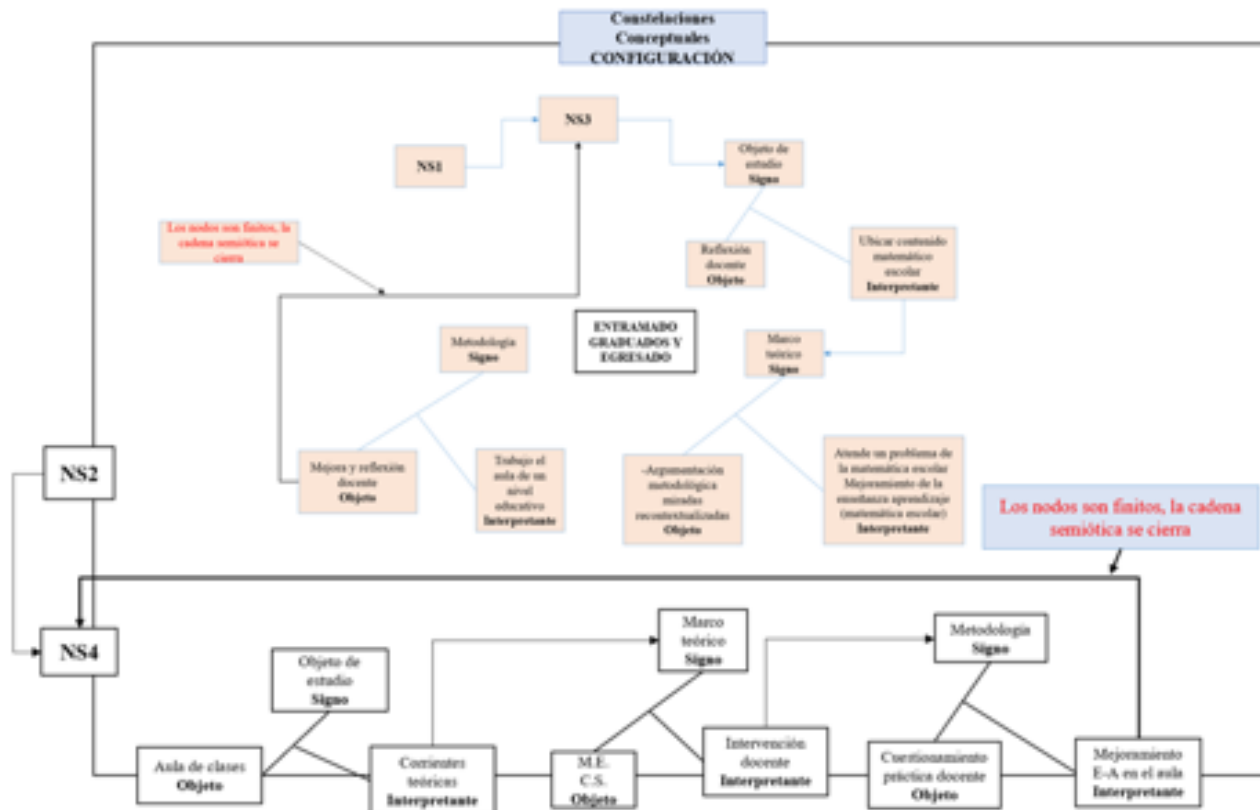 Constelaciones
Conceptuales
CONFIGURACIÓN
NS3
NS1
Objeto de
estudio
Signo
Los nodos son finitos, la
cadena semiótica se
cierra
Reflexión
docente
Objeto
Ubicar contenido
matemático
escolar
Interpretante
ENTRAMADO
GRADUADOS Y
EGRESADO
Metodología
Signo
Marco
teórico
Signo
Mejora y reflexión
docente
Objeto
Trabajo el
aula de un
nivel
educativo
Interpretante
-Argumentación
metodológica
miradas
recontextualizadas
Objeto
Atende un problema de
la matemática escolar
Mejoramiento de la
enseñanza aprendizaje
(matemática escolar)
Interpretante
NS2
Los nodos son finitos, la cadena
semiótica se cierra
NS4
Objeto de
estudio
Signo
Marco
teórico
Signo
Metodología
Signo
Aula de clases
Objeto
Corrientes
teóricas
Interpretante
M.E.
C.S.
Objeto
Intervención
docente
Interpretante
Cuestionamiento
práctica docente
Objeto
Mejoramiento
E-A en el aula
Interpretante